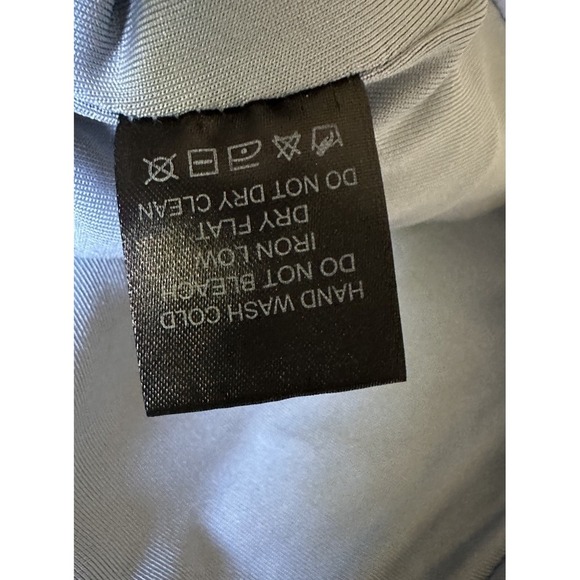 HAND WASH COLD
DO NOT BLEACH
IRON LOW
DRY FLAT
DO NOT DRY CLEAN